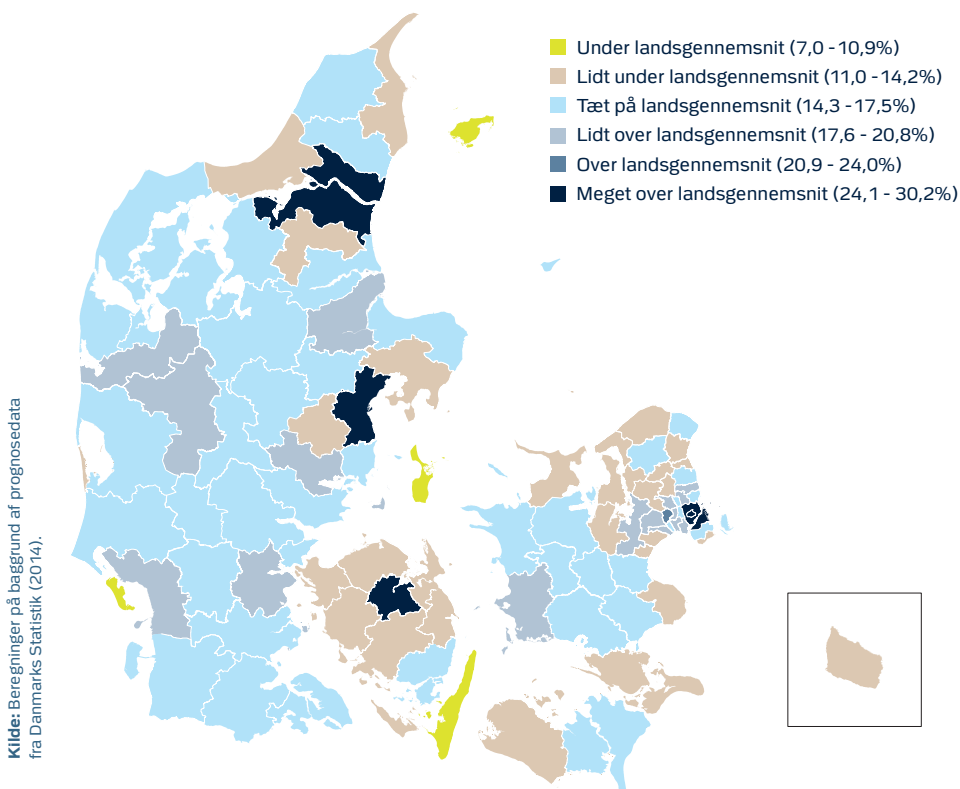 Under landsgennemsnit (7,0 - 10,9%)
Lidt under landsgennemsnit (11,0 - 14,2%)
Tæt på landsgennemsnit (14,3 - 17,5%)
Lidt over landsgennemsnit (17,6 - 20,8%)
Over landsgennemsnit (20,9 - 24,0%)
Meget over landsgennemsnit (24,1 - 30,2%)
Kilde: Beregninger på baggrund af prognosedata
fra Danmarks Statistik (2014).